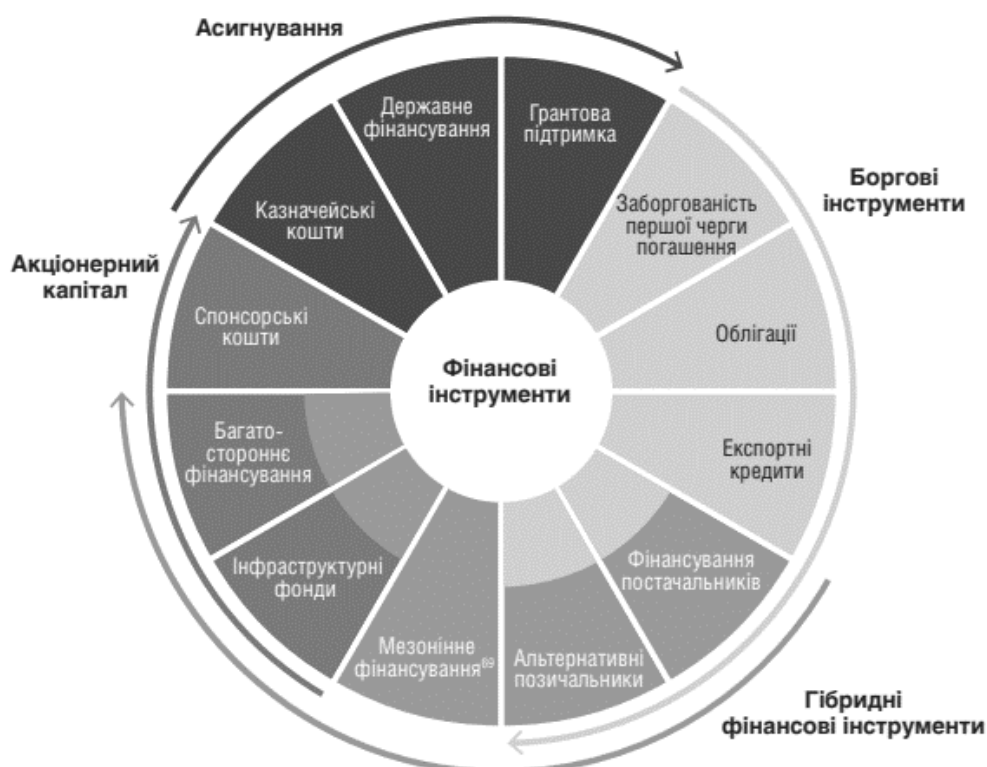 Асигнування
Державне
фінансування
Грантова
підтримка
Боргові
інструменти
Заборгованість
першої черги
погашення
Казначейські
кошти
Акціонерний
капітал
Спонсорські
кошти
Облігації
Фінансові
інструменти
Багато-
стороннє
фінансування
Експортні
кредити
Інфраструктурні
фонди
Фінансування
постачальників
Мезонінне
фінансування⁶⁹
Альтернативні
позичальники
Гібридні
фінансові інструменти